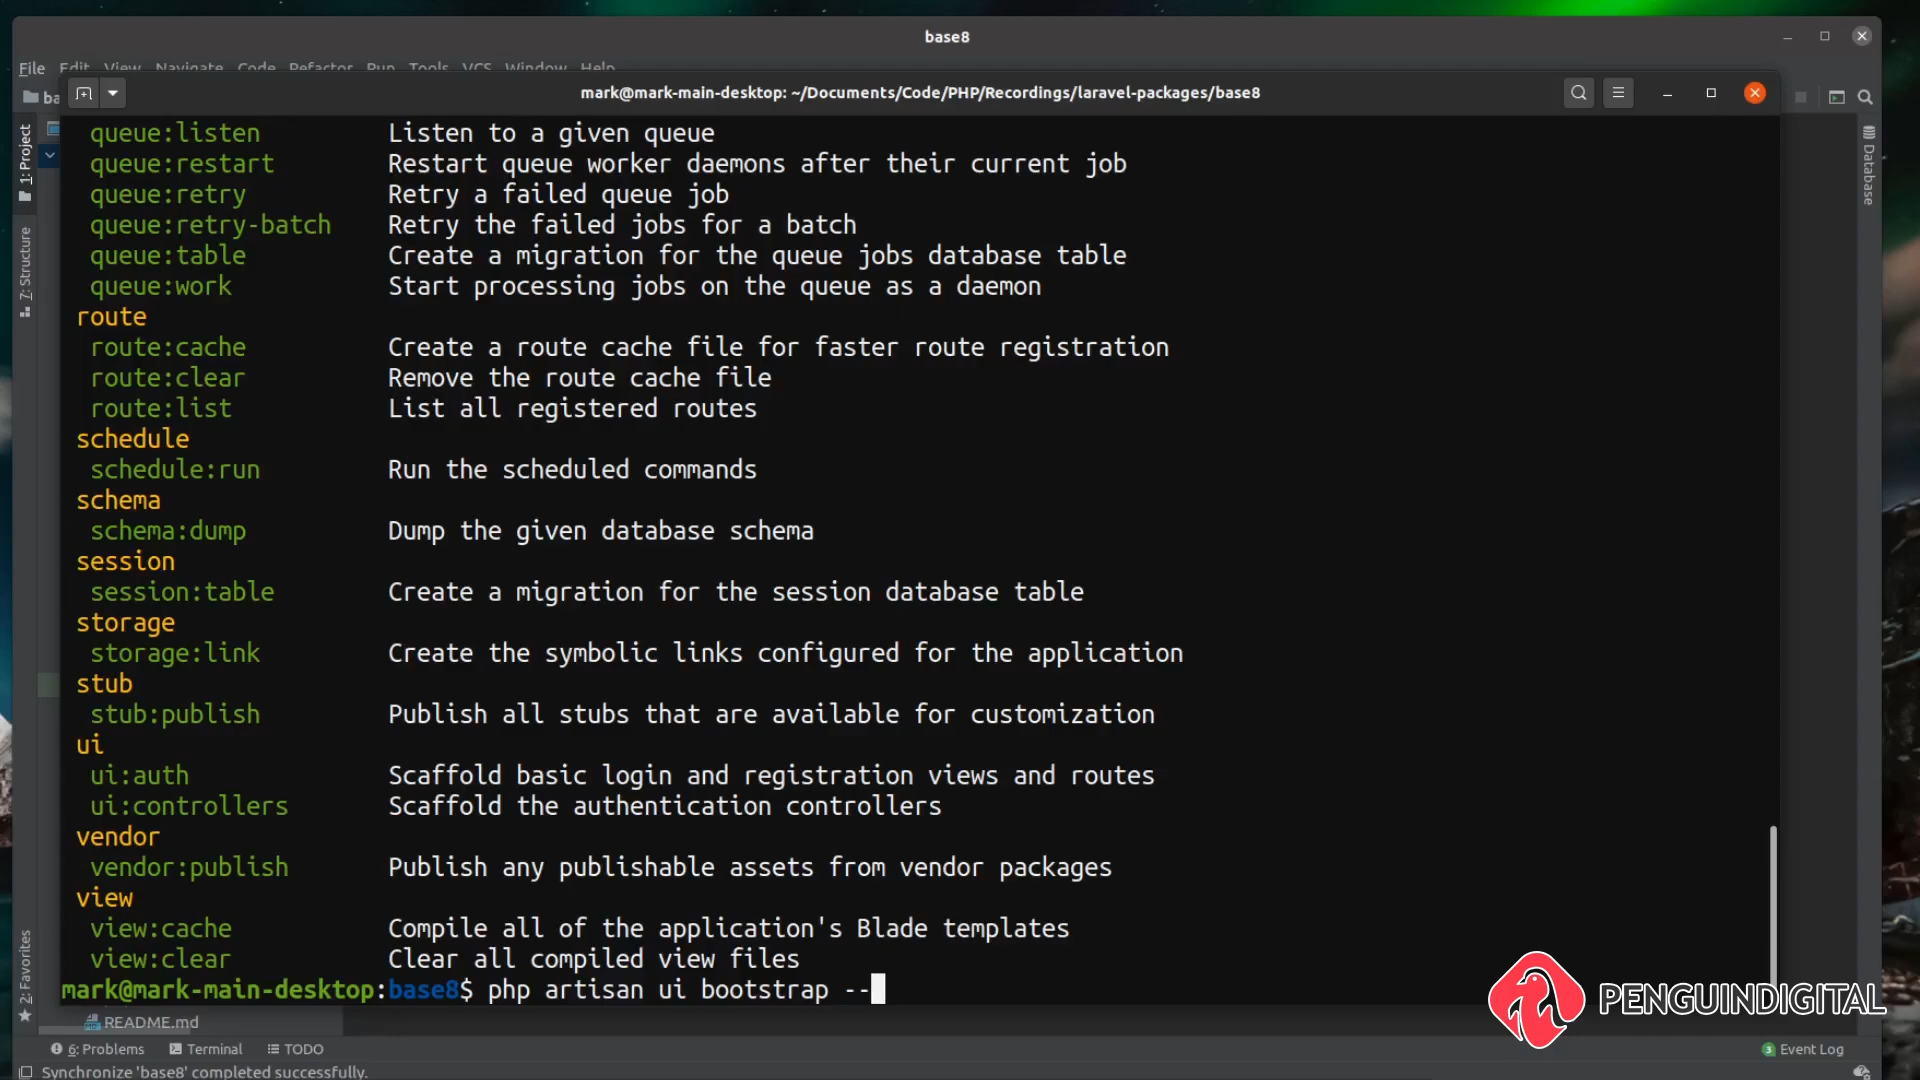 base8
File Edit View Navigate Code Refactor Run Tools VCS Window Help
ba
mark@mark-main-desktop: ~/Documents/Code/PHP/Recordings/laravel-packages/base8
1: Project
7: Structure
2: Favorites
Database
queue:listen Listen to a given queue
queue:restart Restart queue worker daemons after their current job
queue:retry Retry a failed queue job
queue:retry-batch Retry the failed jobs for a batch
queue:table Create a migration for the queue jobs database table
queue:work Start processing jobs on the queue as a daemon
route
route:cache Create a route cache file for faster route registration
route:clear Remove the route cache file
route:list List all registered routes
schedule
schedule:run Run the scheduled commands
schema
schema:dump Dump the given database schema
session
session:table Create a migration for the session database table
storage
storage:link Create the symbolic links configured for the application
stub
stub:publish Publish all stubs that are available for customization
ui
ui:auth Scaffold basic login and registration views and routes
ui:controllers Scaffold the authentication controllers
vendor
vendor:publish Publish any publishable assets from vendor packages
view
view:cache Compile all of the application's Blade templates
view:clear Clear all compiled view files
mark@mark-main-desktop:base8$ php artisan ui bootstrap --
PENGUINDIGITAL
README.md
6: Problems Terminal TODO
3 Event Log
Synchronize 'base8' completed successfully.